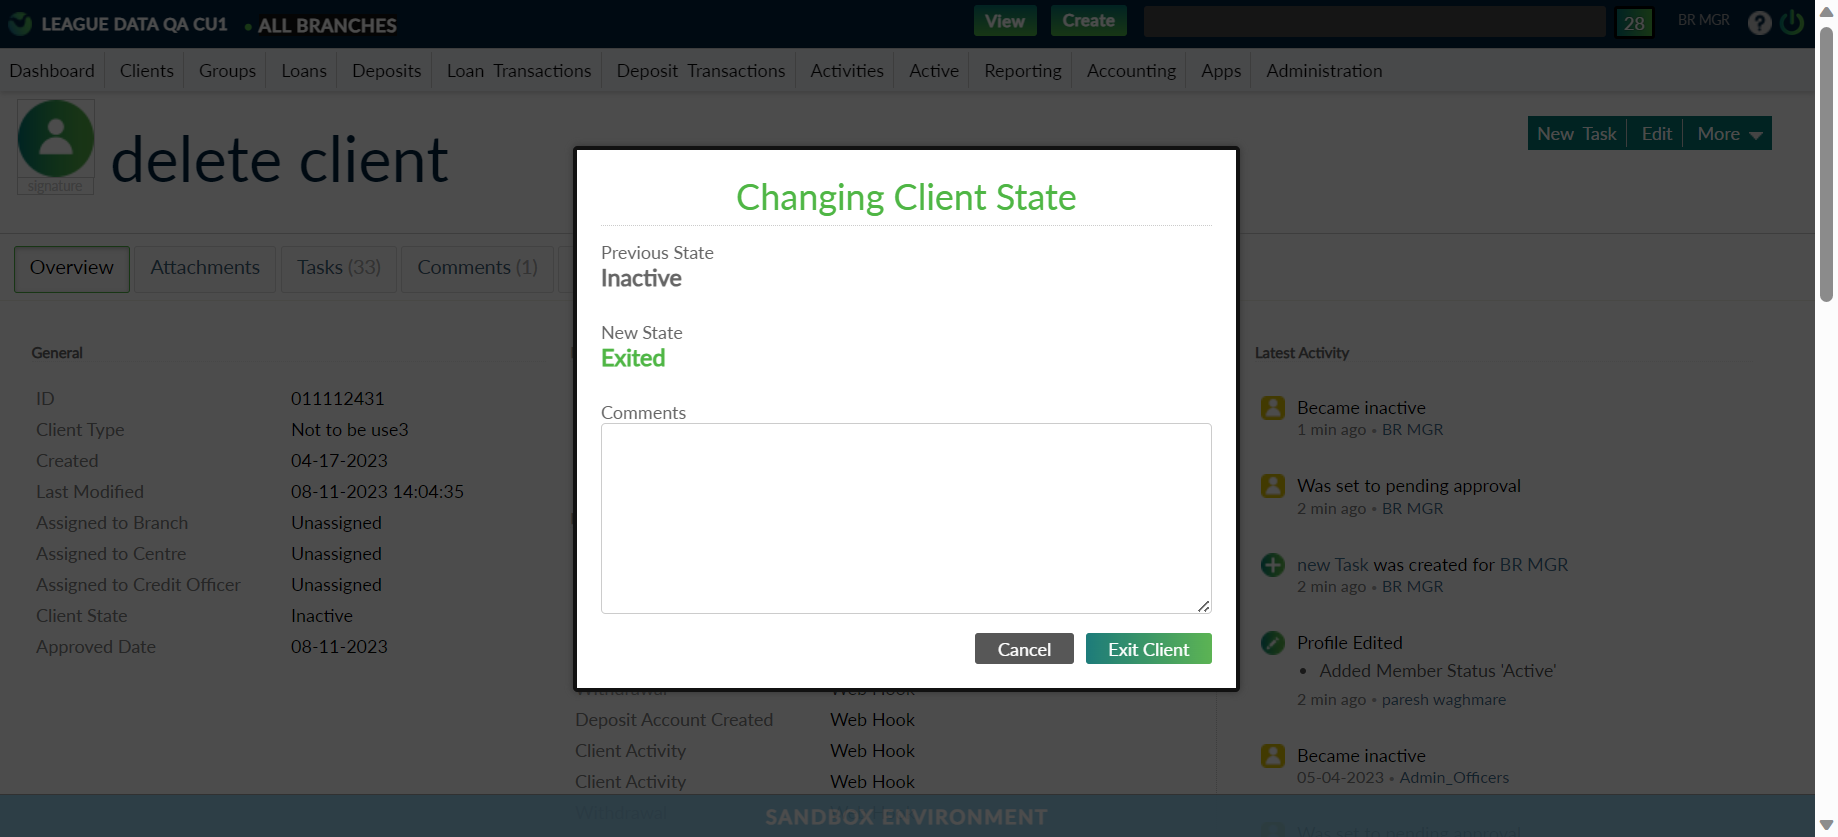 LEAGUE DATA QA CU1 • ALL BRANCHES
View
Create
28
BR MGR
?
Dashboard Clients Groups Loans Deposits Loan Transactions Deposit Transactions Activities Active Reporting Accounting Apps Administration
signature
delete client
New Task Edit More
Overview Attachments Tasks (33) Comments (1)
Changing Client State
Previous State
Inactive
New State
Exited
Comments
Cancel Exit Client
General
ID 011112431
Client Type Not to be use3
Created 04-17-2023
Last Modified 08-11-2023 14:04:35
Assigned to Branch Unassigned
Assigned to Centre Unassigned
Assigned to Credit Officer Unassigned
Client State Inactive
Approved Date 08-11-2023
Withdrawal Web Hook
Deposit Account Created Web Hook
Client Activity Web Hook
Client Activity Web Hook
Withdrawal
Latest Activity
Became inactive
1 min ago • BR MGR
Was set to pending approval
2 min ago • BR MGR
new Task was created for BR MGR
2 min ago • BR MGR
Profile Edited
• Added Member Status 'Active'
2 min ago • paresh waghmare
Became inactive
05-04-2023 • Admin_Officers
Was set to pending approval
SANDBOX ENVIRONMENT